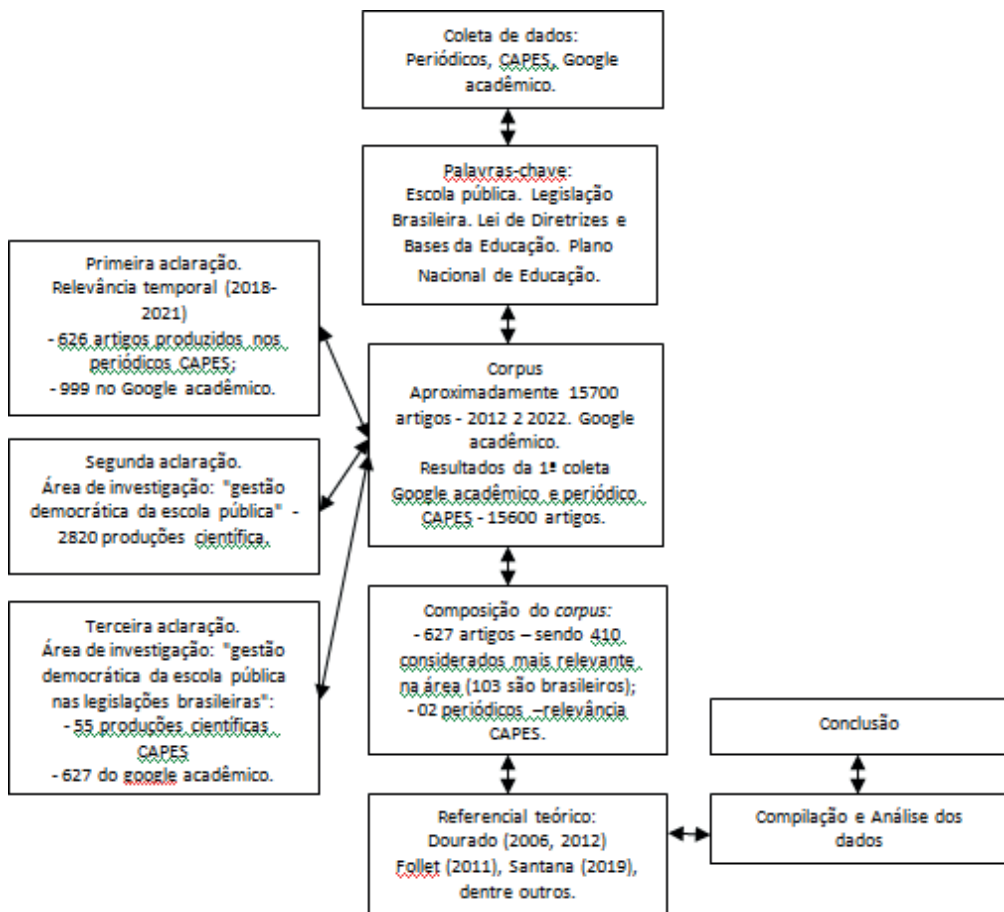 Coleta de dados:
Periódicos, CAPES, Google
acadêmico.
Palavras-chave:
Escola pública. Legislação
Brasileira. Lei de Diretrizes e
Bases da Educação. Plano
Nacional de Educação.
Primeira aclaração.
Relevância temporal (2018-
2021)
- 626 artigos produzidos nos
periódicos CAPES;
- 999 no Google acadêmico.
Segunda aclaração.
Área de investigação: "gestão
democrática da escola pública" -
2820 produções científica.
Terceira aclaração.
Área de investigação: "gestão
democrática da escola pública
nas legislações brasileiras":
- 55 produções científicas
CAPES
- 627 do google acadêmico.
Corpus
Aproximadamente 15700
artigos - 2012 2 2022. Google
acadêmico.
Resultados da 1ª coleta
Google acadêmico e periódico
CAPES - 15600 artigos.
Composição do corpus:
- 627 artigos – sendo 410
considerados mais relevante
na área (103 são brasileiros);
- 02 periódicos –relevância
CAPES.
Referencial teórico:
Dourado (2006, 2012)
Follet (2011), Santana (2019),
dentre outros.
Conclusão
Compilação e Análise dos
dados